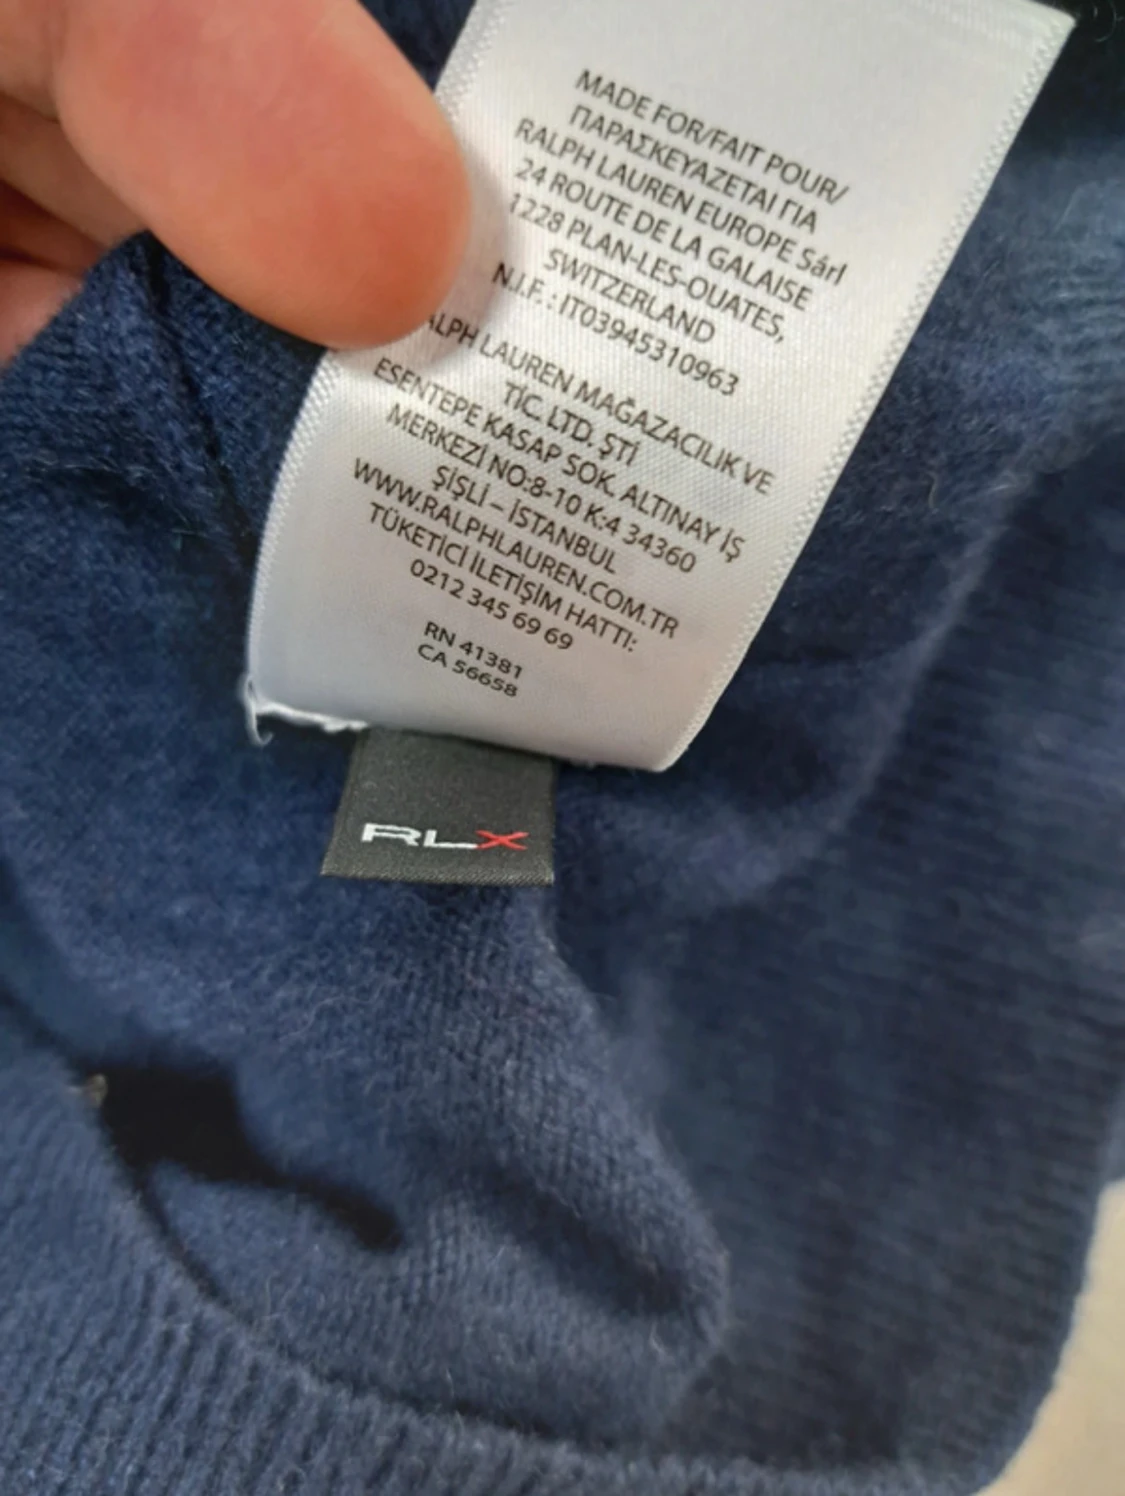 MADE FOR/FAIT POUR/
ΠΑΡΑΣΚΕΥΑΖΕΤΑΙ ΓΙΑ
RALPH LAUREN EUROPE Sárl
24 ROUTE DE LA GALAISE
1228 PLAN-LES-OUATES,
SWITZERLAND
N.I.F. : IT03945310963
ALPH LAUREN MAĞAZACILIK VE
TİC. LTD. ŞTİ
ESENTEPE KASAP SOK. ALTINAY İŞ
MERKEZİ NO:8-10 K:4 34360
ŞİŞLİ – İSTANBUL
WWW.RALPHLAUREN.COM.TR
TÜKETİCİ İLETİŞİM HATTI:
0212 345 69 69
RN 41381
CA 56658
RLX